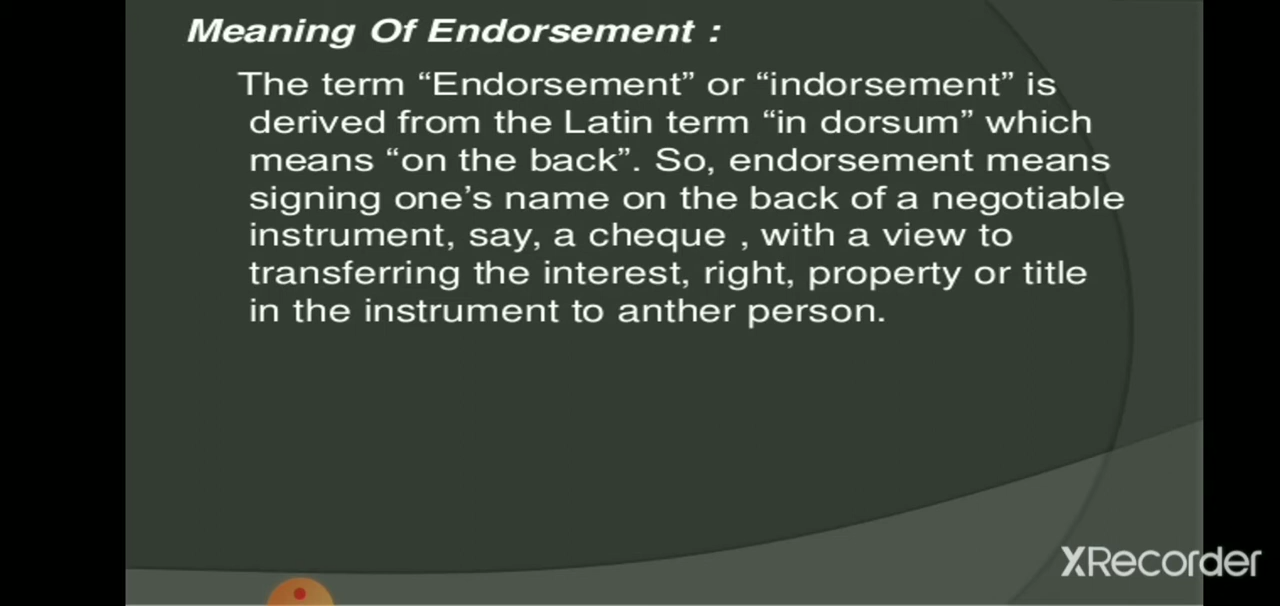 Meaning Of Endorsement :
The term “Endorsement” or “indorsement” is
derived from the Latin term “in dorsum” which
means “on the back”. So, endorsement means
signing one’s name on the back of a negotiable
instrument, say, a cheque , with a view to
transferring the interest, right, property or title
in the instrument to anther person.
XRecorder